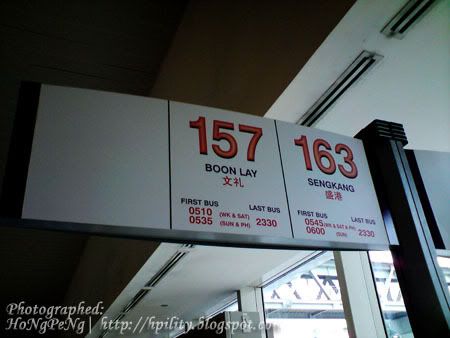 157
BOON LAY
文礼
FIRST BUS LAST BUS
0510 (WK & SAT)
0535 (SUN & PH) 2330
163
SENGKANG
盛港
FIRST BUS LAST BUS
0545 (WK & SAT)
0600 (SUN & PH) 2330
Photographed:
HoNgPeNg | http://hpility.blogspot.com